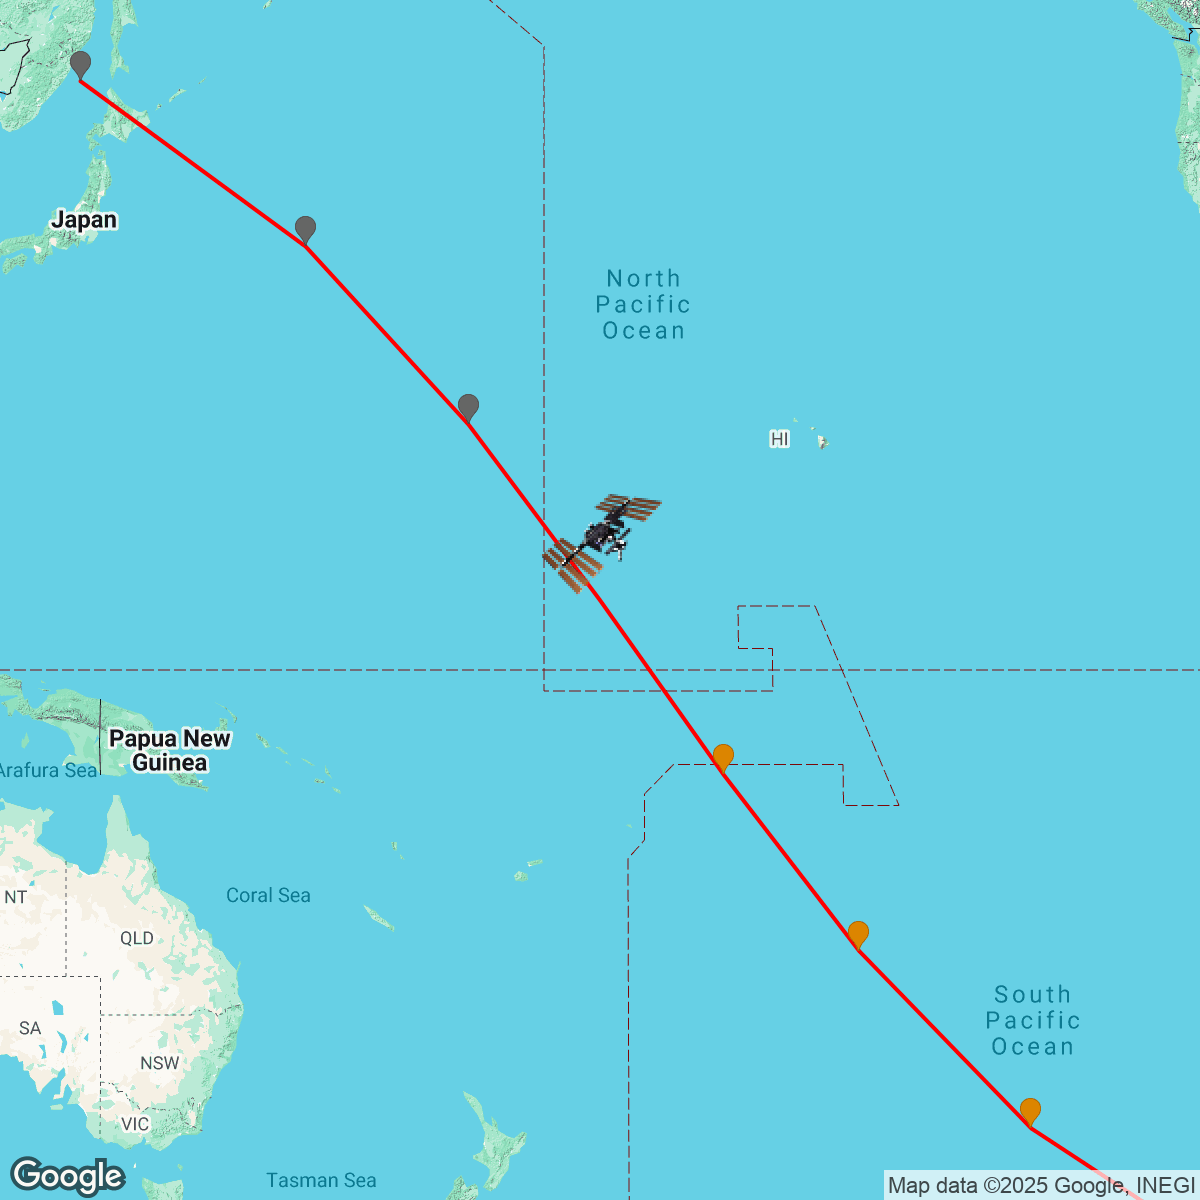 Japan
North
Pacific
Ocean
HI
Papua New
Guinea
Arafura Sea
Coral Sea
NT
QLD
SA
NSW
VIC
South
Pacific
Ocean
Tasman Sea
Google
Map data ©2025 Google, INEGI